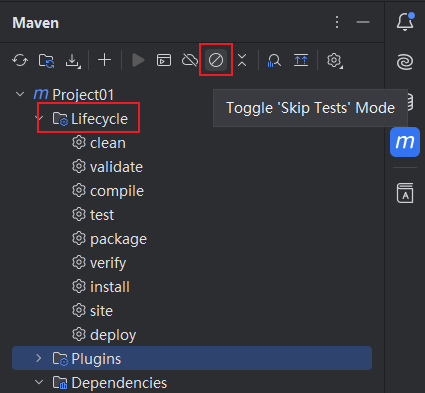 Maven
Project01
Lifecycle
Toggle 'Skip Tests' Mode
clean
validate
compile
test
package
verify
install
site
deploy
Plugins
Dependencies